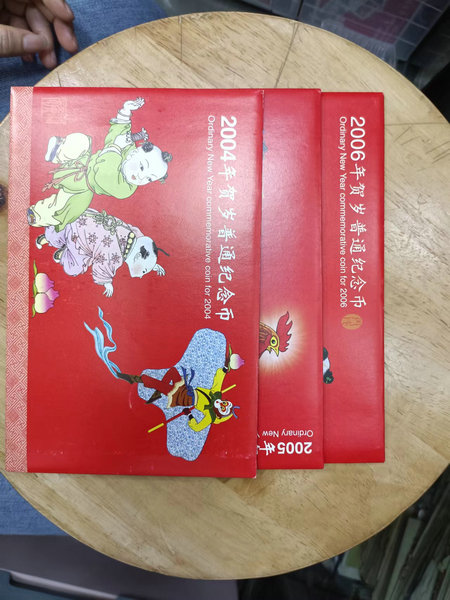 2004年贺岁普通纪念币
Ordinary New Year commemorative coin for 2004
2005年
Ordinary New
2006年贺岁普通纪念币
Ordinary New Year commemorative coin for 2006